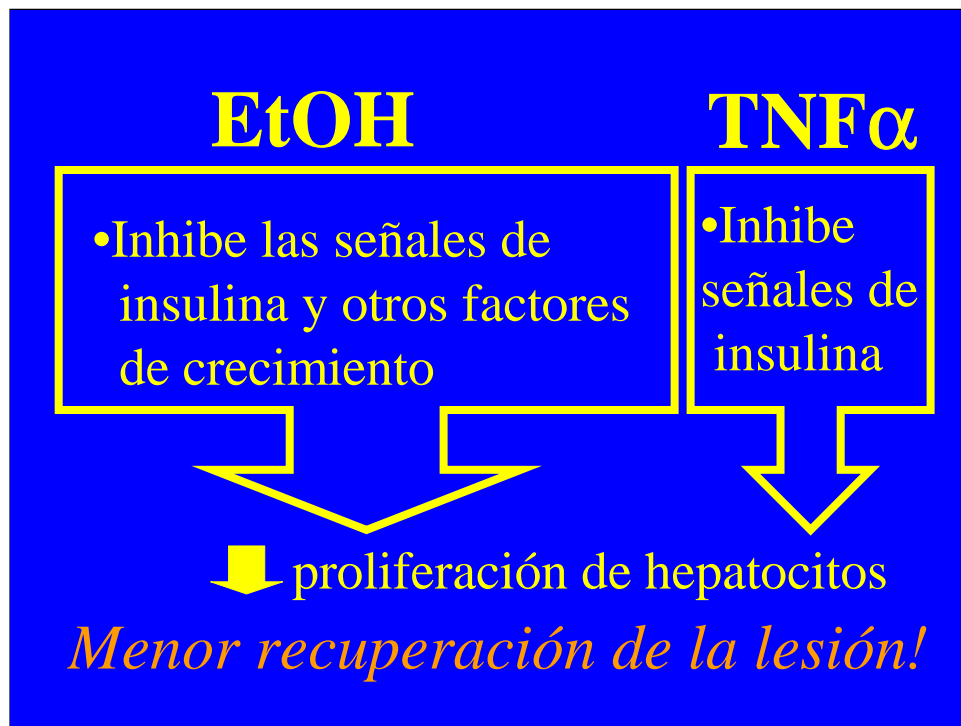 EtOH
•Inhibe las señales de
insulina y otros factores
de crecimiento
TNFα
•Inhibe
señales de
insulina
proliferación de hepatocitos
Menor recuperación de la lesión!